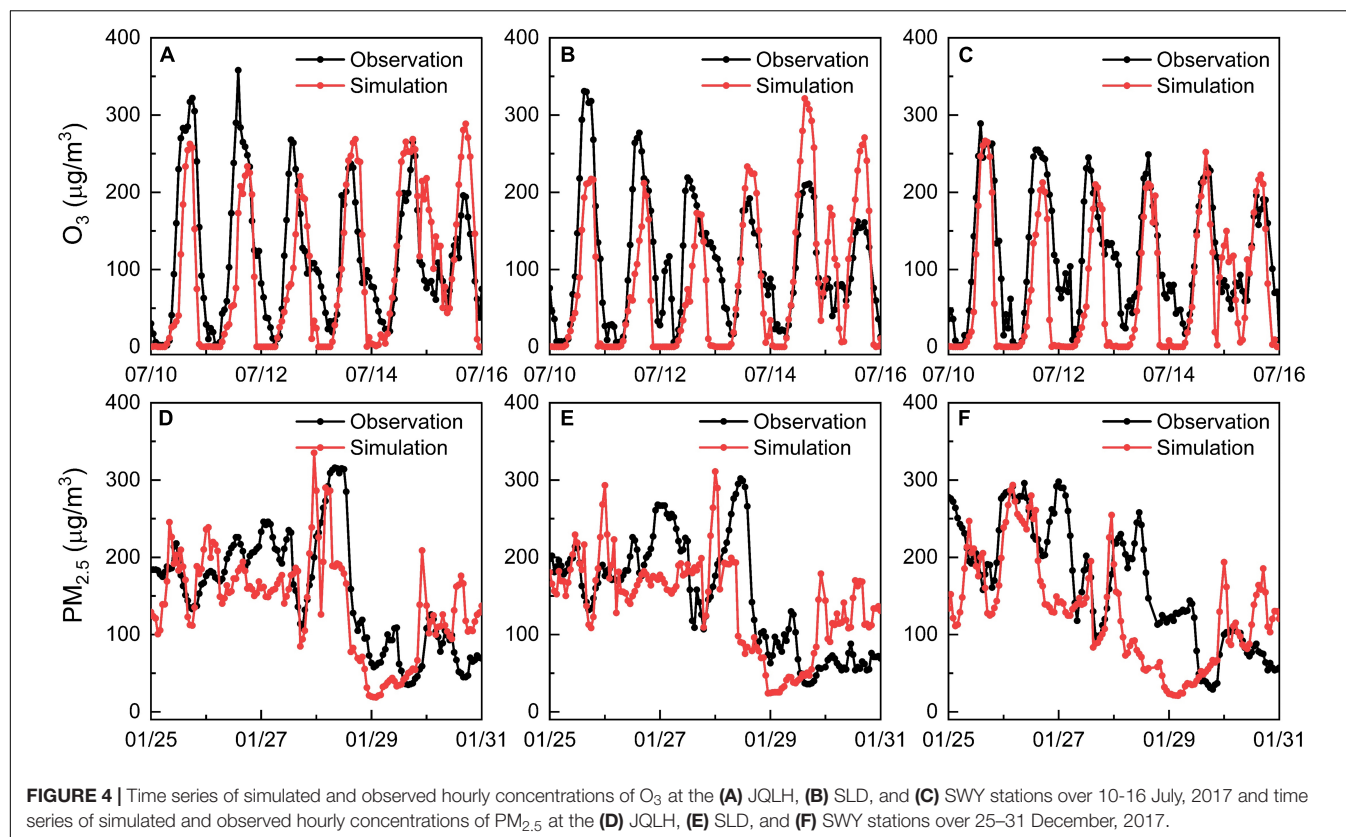 A
Observation
Simulation
B
Observation
Simulation
C
Observation
Simulation
400
300
200
100
0
O3 (μg/m3)
07/10 07/12 07/14 07/16
400
300
200
100
0
07/10 07/12 07/14 07/16
400
300
200
100
0
07/10 07/12 07/14 07/16
D
Observation
Simulation
E
Observation
Simulation
F
Observation
Simulation
400
300
200
100
0
PM2.5 (μg/m3)
01/25 01/27 01/29 01/31
400
300
200
100
0
01/25 01/27 01/29 01/31
400
300
200
100
0
01/25 01/27 01/29 01/31
FIGURE 4 | Time series of simulated and observed hourly concentrations of O3 at the (A) JQLH, (B) SLD, and (C) SWY stations over 10-16 July, 2017 and time
series of simulated and observed hourly concentrations of PM2.5 at the (D) JQLH, (E) SLD, and (F) SWY stations over 25–31 December, 2017.